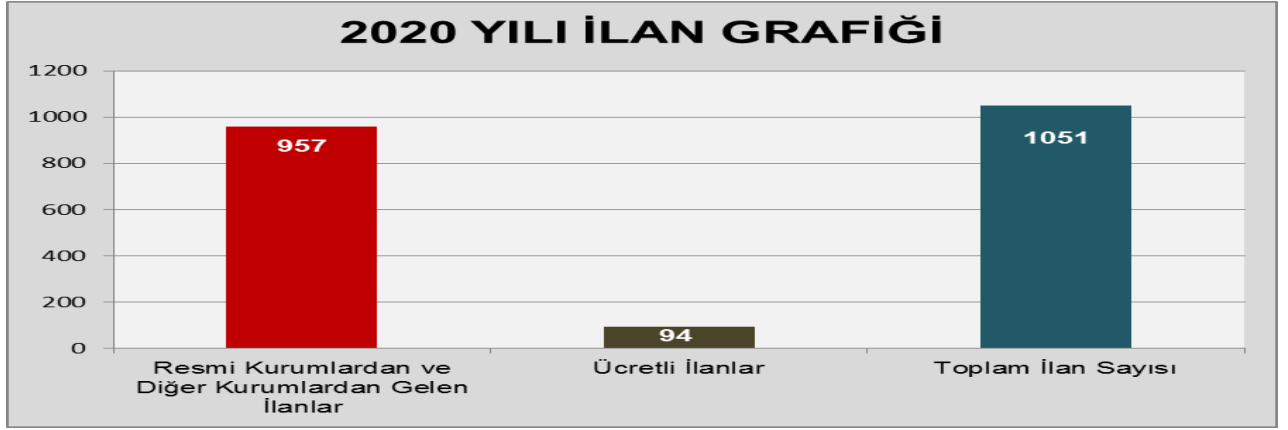 2020 YILI İLAN GRAFİĞİ
1200
1000
800
600
400
200
0
957
94
1051
Resmi Kurumlardan ve
Diğer Kurumlardan Gelen
İlanlar
Ücretli İlanlar
Toplam İlan Sayısı